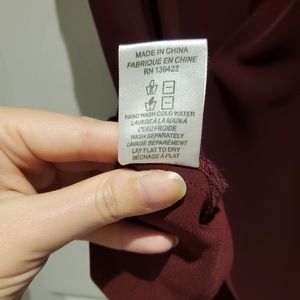 MADE IN CHINA
FABRIQUÉ EN CHINE
RN 139422
HAND WASH COLD WATER
LAVAGE À LA MAIN À
L'EAU FROIDE
WASH SEPARATELY
LAVAGE SÉPARÉMENT
LAY FLAT TO DRY
SÉCHAGE À PLAT